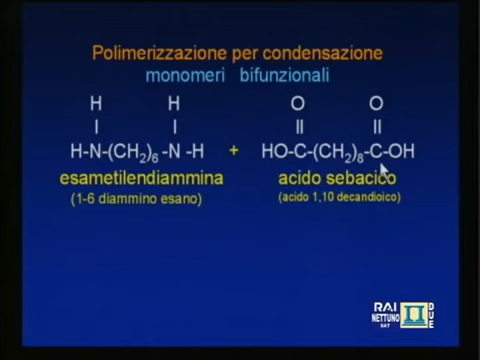 Polimerizzazione per condensazione
monomeri bifunzionali
H H O O
I I II II
H-N-(CH2)6 -N -H + HO-C-(CH2)8-C-OH
esametilendiammina acido sebacico
(1-6 diammino esano) (acido 1,10 decandioico)
RAI
NETTUNO
SAT
DUE